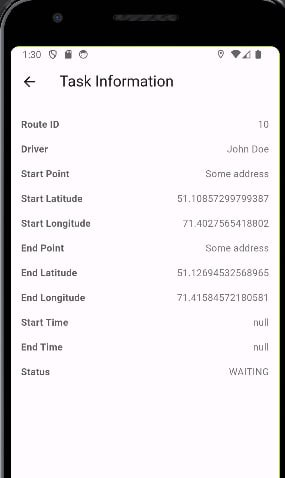 1:30
Task Information
Route ID 10
Driver John Doe
Start Point Some address
Start Latitude 51.10857299799387
Start Longitude 71.4027565418802
End Point Some address
End Latitude 51.12694532568965
End Longitude 71.41584572180581
Start Time null
End Time null
Status WAITING